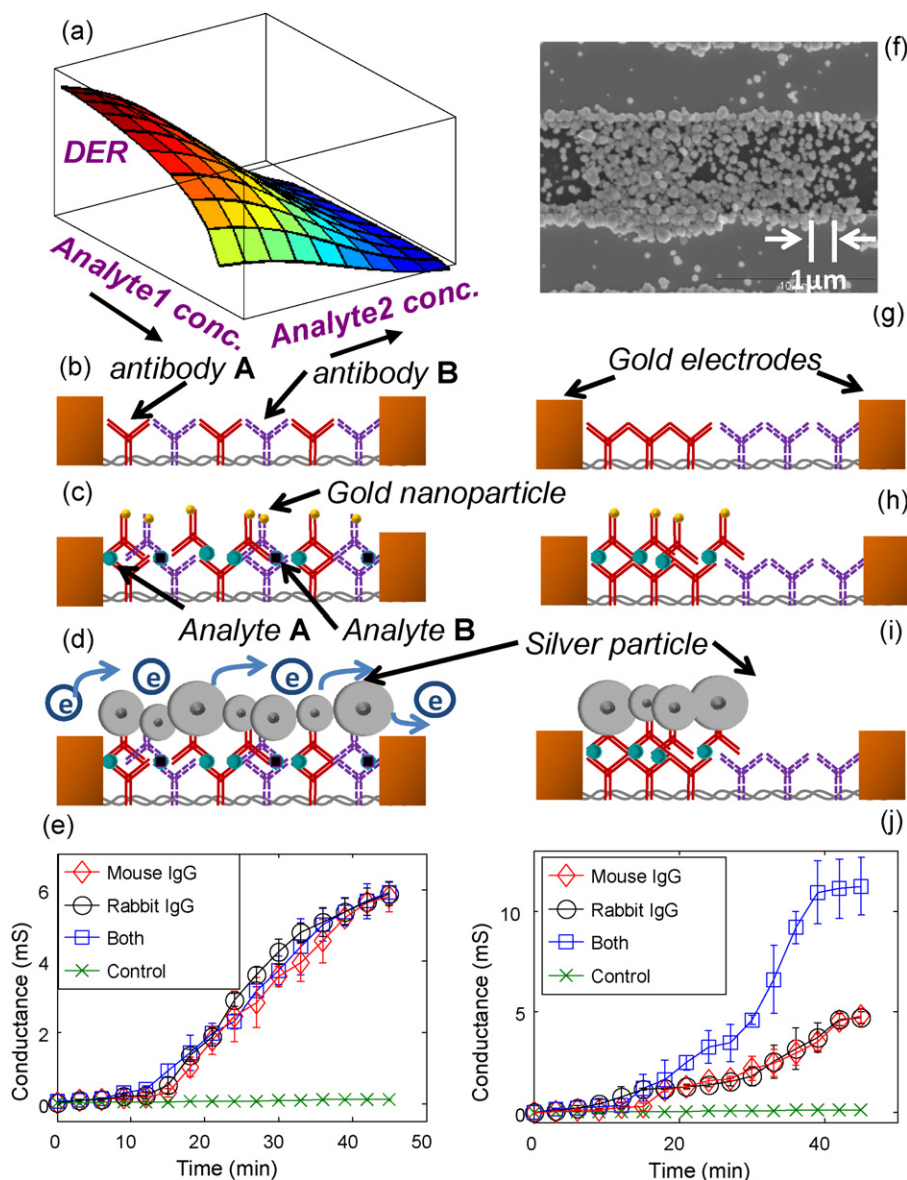 (a)
DER
Analyte1 conc.
Analyte2 conc.
(f)
1µm
(g)
(b)
antibody A
antibody B
Gold electrodes
(c)
Gold nanoparticle
(h)
Analyte A
Analyte B
(d)
Silver particle
(i)
e
e
e
e
(e)
Mouse IgG
Rabbit IgG
Both
Control
Conductance (mS)
6
4
2
0
0
10
20
30
40
50
Time (min)
(j)
Mouse IgG
Rabbit IgG
Both
Control
Conductance (mS)
10
5
0
0
20
40
Time (min)